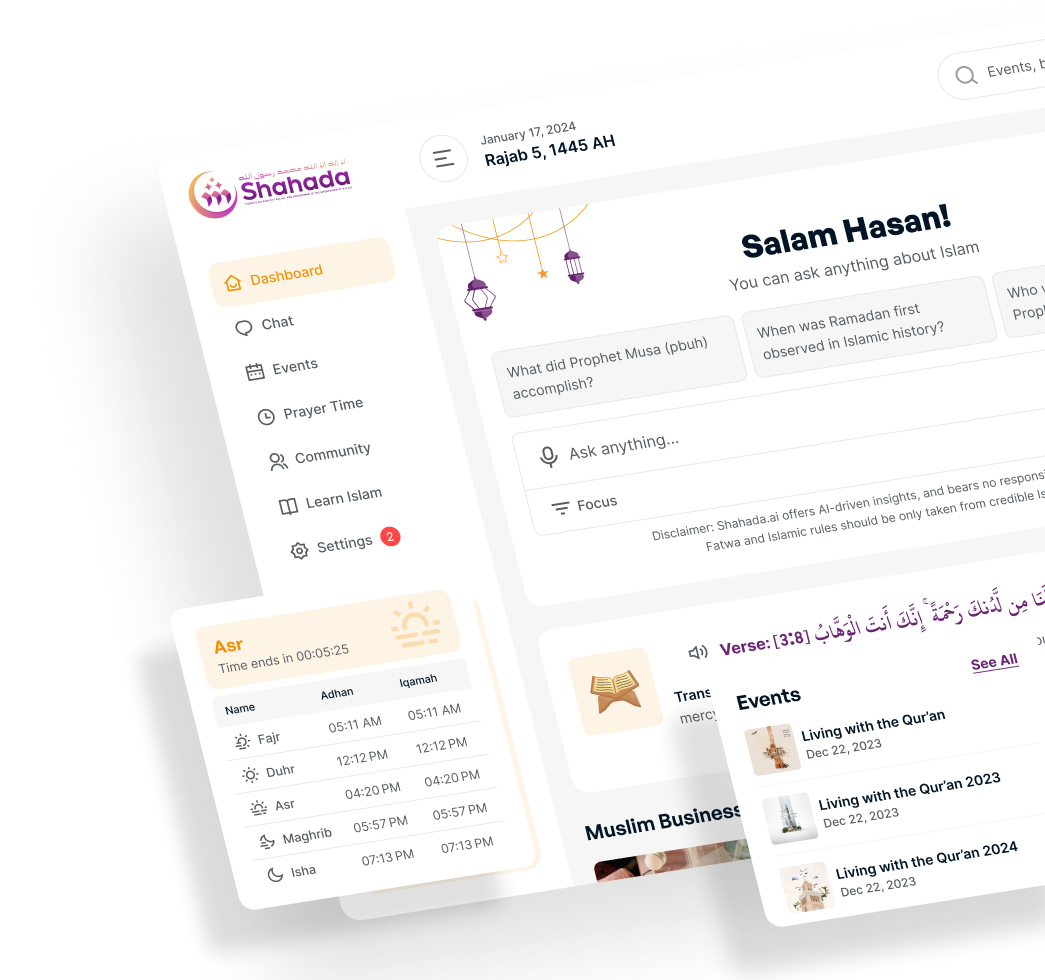 لا إله إلا الله محمد رسول الله
Shahada
January 17, 2024
Rajab 5, 1445 AH
Events,
Dashboard
Chat
Events
Prayer Time
Community
Learn Islam
Settings 2
Salam Hasan!
You can ask anything about Islam
What did Prophet Musa (pbuh)
accomplish?
When was Ramadan first
observed in Islamic history?
Who
Ask anything...
Focus
Disclaimer: Shahada.ai offers AI-driven insights, and bears no
Fatwa and Islamic rules should be only taken from credible
Asr
Time ends in 00:05:25
Name Adhan Iqamah
Fajr 05:11 AM 05:11 AM
Duhr 12:12 PM 12:12 PM
Asr 04:20 PM 04:20 PM
Maghrib 05:57 PM 05:57 PM
Isha 07:13 PM 07:13 PM
Verse: [3:8] مِن لَّدُنكَ رَحْمَةً ۚ إِنَّكَ أَنتَ الْوَهَّابُ
Trans
mercy
Muslim Business
Events See All
Living with the Qur'an
Dec 22, 2023
Living with the Qur'an 2023
Dec 22, 2023
Living with the Qur'an 2024
Dec 22, 2023